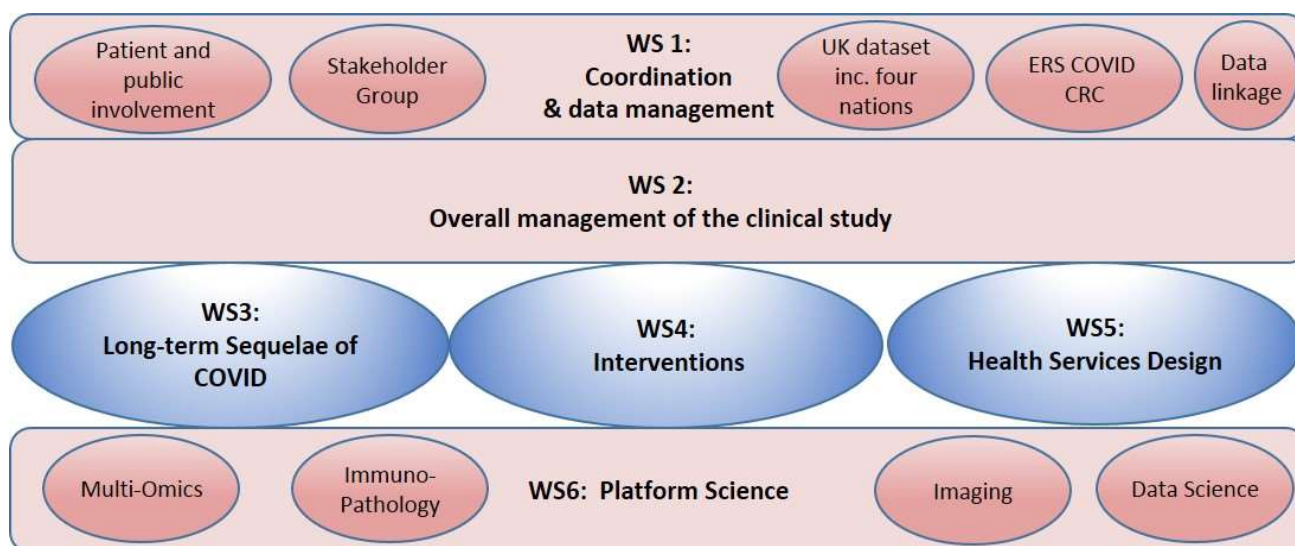 Patient and
public
involvement
Stakeholder
Group
WS 1:
Coordination
& data management
UK dataset
inc. four
nations
ERS COVID
CRC
Data
linkage
WS 2:
Overall management of the clinical study
WS3:
Long-term Sequelae of
COVID
WS4:
Interventions
WS5:
Health Services Design
Multi-Omics
Immuno-
Pathology
WS6:  Platform Science
Imaging
Data Science